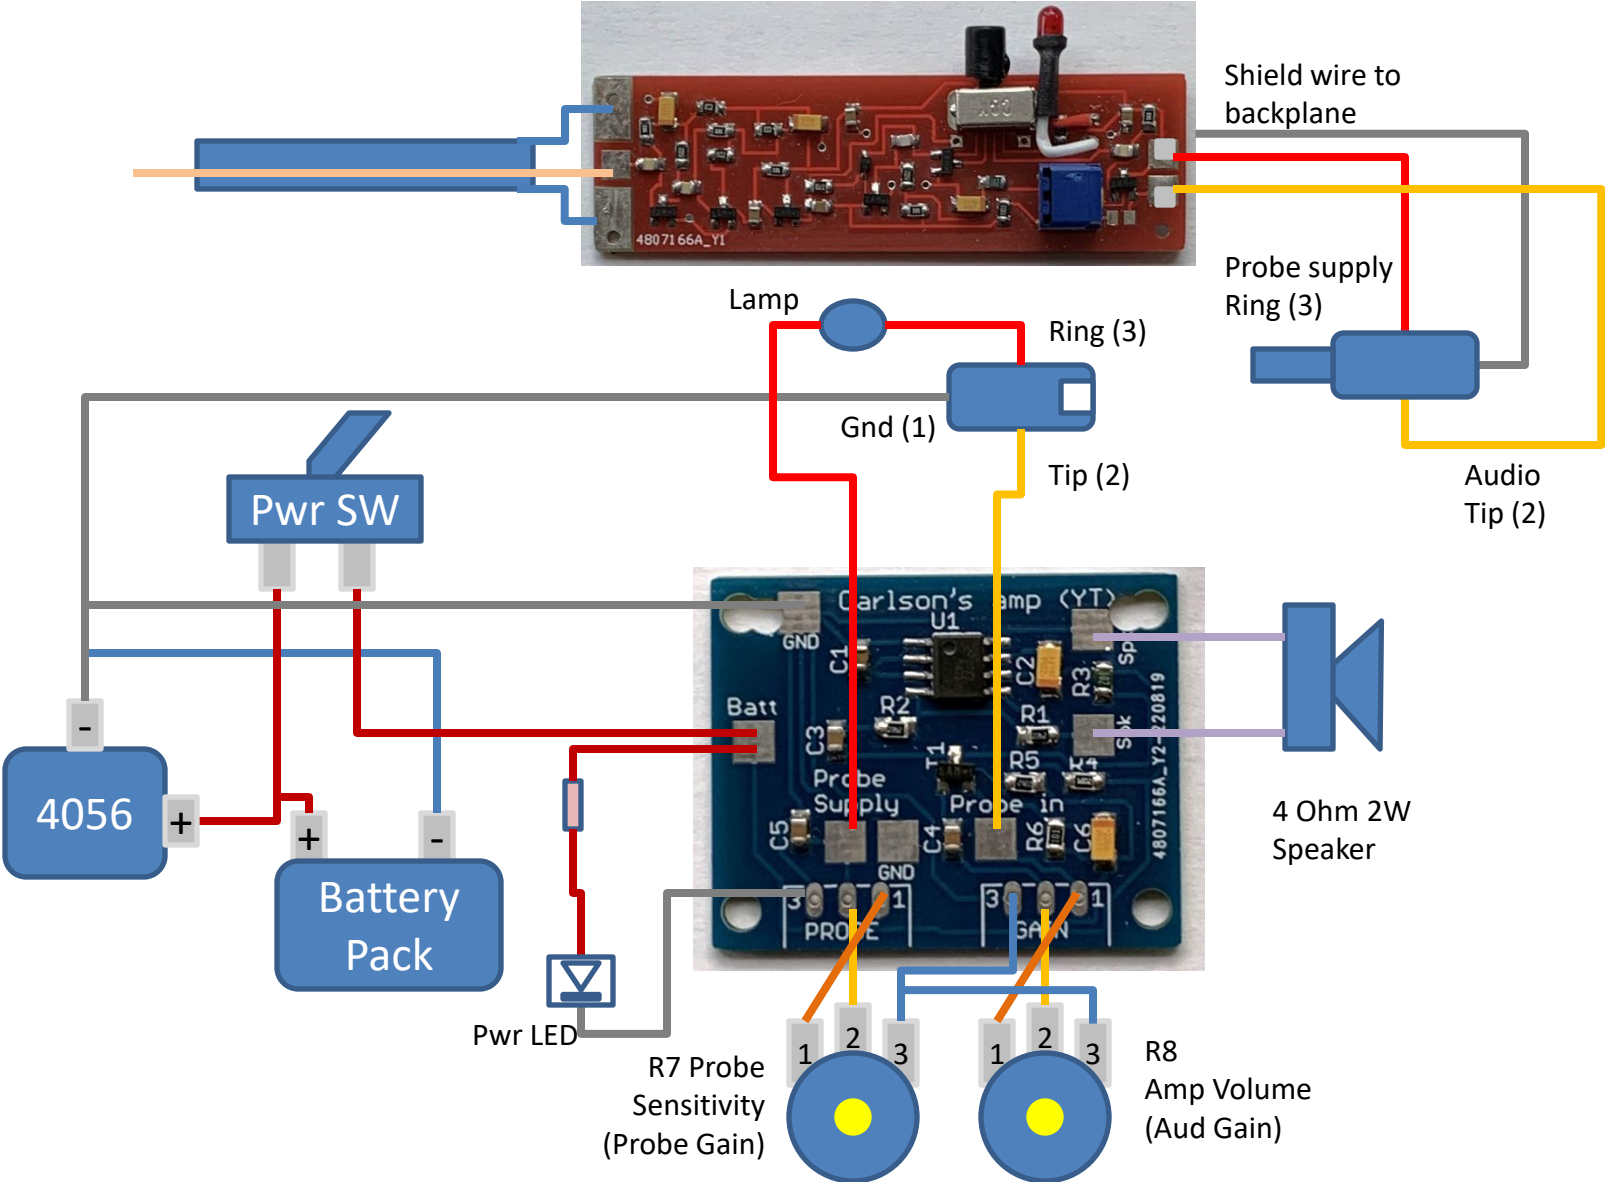 Shield wire to
backplane
4807166A_Y1
Probe supply
Ring (3)
Lamp
Ring (3)
Gnd (1)
Tip (2)
Audio
Tip (2)
Pwr SW
Carlson's amp (YT)
U1
GND
C1
C2
R3
Spk
Batt
R2
R1
C3
T1
R5
R4
Spk
Probe
Supply
Probe in
C5
C4
R6
C6
GND
4807166A_Y2-220819
3
1
PROBE
3
1
GAIN
-
4056
+
+
-
Battery
Pack
4 Ohm 2W
Speaker
Pwr LED
1
2
3
R7 Probe
Sensitivity
(Probe Gain)
1
2
3
R8
Amp Volume
(Aud Gain)